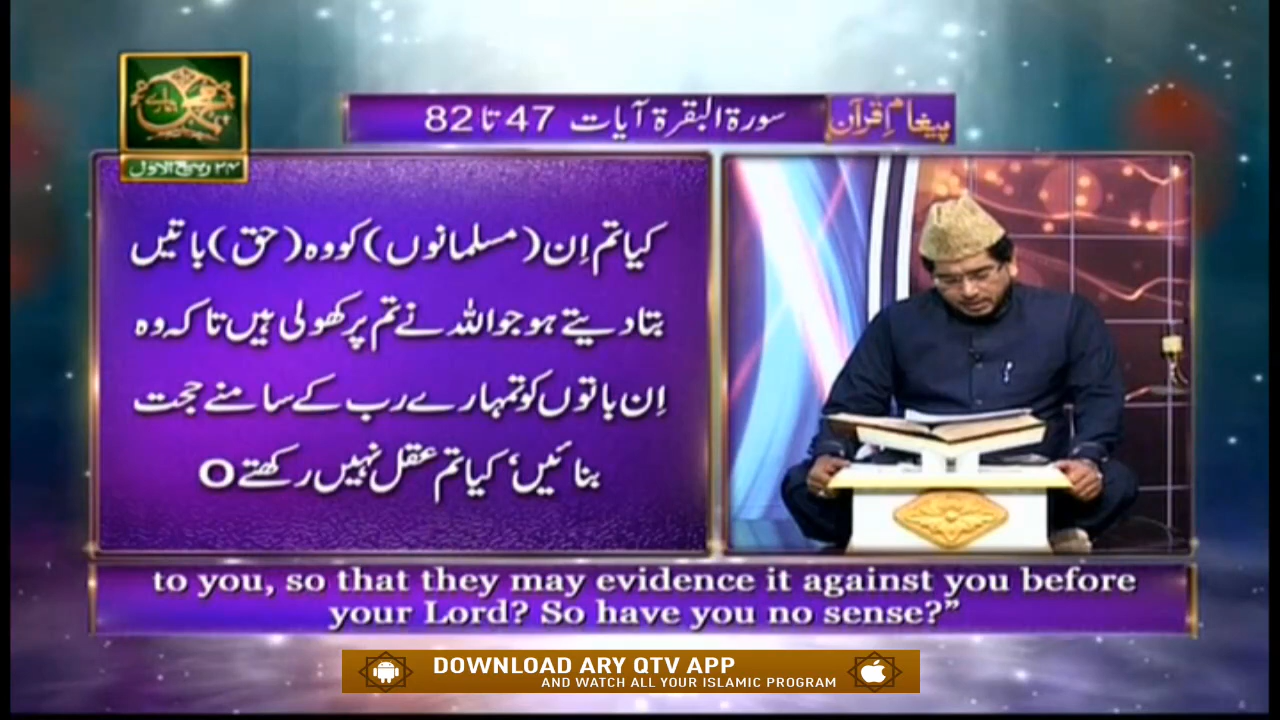 ۲۴ ربیع الاول
پیغامِ قرآن
سورۃ البقرۃ آیات 47 تا 82
کیا تم اِن (مسلمانوں) کو وہ (حق) باتیں
بتا دیتے ہو جو اللہ نے تم پر کھولی ہیں تاکہ وہ
اِن باتوں کو تمہارے رب کے سامنے حجت
بنائیں، کیا تم عقل نہیں رکھتے O
to you, so that they may evidence it against you before
your Lord? So have you no sense?”
DOWNLOAD ARY QTV APP
AND WATCH ALL YOUR ISLAMIC PROGRAM